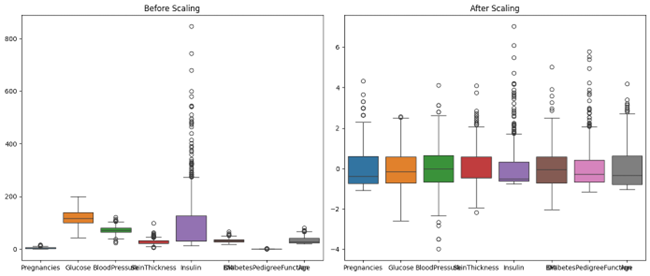 Before Scaling
800
600
400
200
0
Pregnancies Glucose BloodPressure SkinThickness Insulin BMI DiabetesPedigreeFunction Age
After Scaling
6
4
2
0
−2
−4
Pregnancies Glucose BloodPressure SkinThickness Insulin BMI DiabetesPedigreeFunction Age